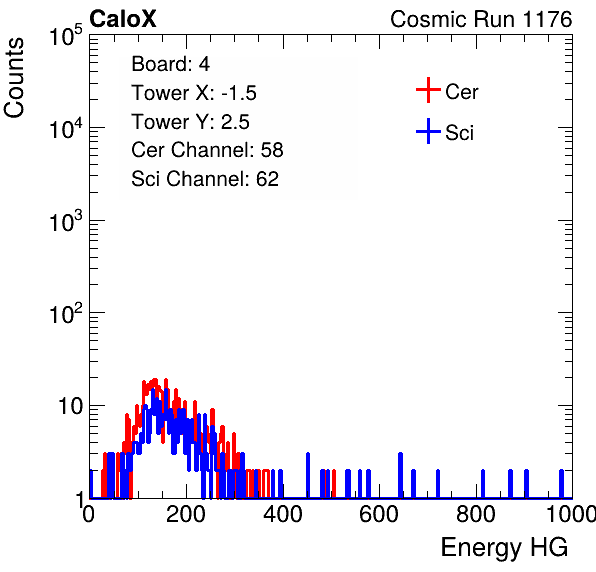 CaloX Cosmic Run 1176
Counts
Board: 4
Tower X: -1.5
Tower Y: 2.5
Cer Channel: 58
Sci Channel: 62
Cer
Sci
10^5
10^4
10^3
10^2
10
1
0 200 400 600 800 1000
Energy HG